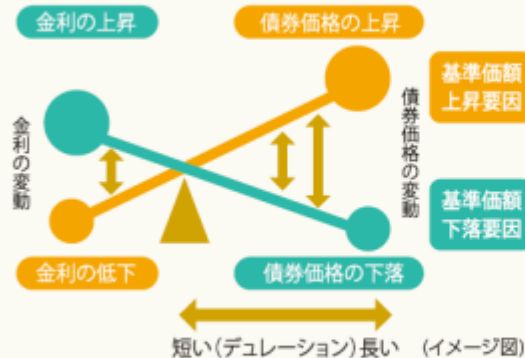 金利の上昇
債券価格の上昇
基準価額
上昇要因
金利の変動
債券価格の変動
基準価額
下落要因
金利の低下
債券価格の下落
短い(デュレーション)長い (イメージ図)